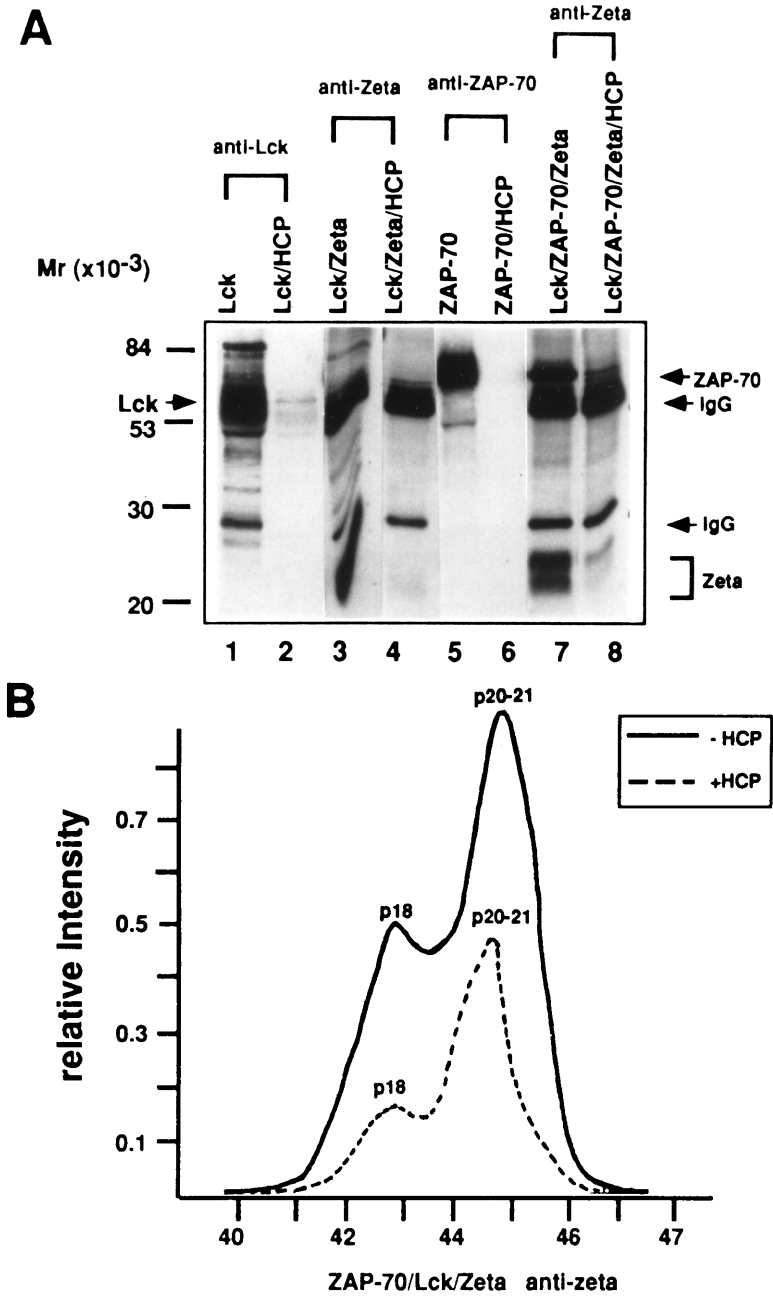 A
anti-Zeta
anti-Zeta
anti-ZAP-70
anti-Lck
Mr (x10-3)
Lck
Lck/HCP
Lck/Zeta
Lck/Zeta/HCP
ZAP-70
ZAP-70/HCP
Lck/ZAP-70/Zeta
Lck/ZAP-70/Zeta/HCP
84
Lck
53
30
20
ZAP-70
IgG
IgG
Zeta
1 2 3 4 5 6 7 8
B
p20-21
- HCP
+HCP
relative Intensity
0.7
0.5
0.3
0.1
p18
p20-21
p18
40 42 44 46 47
ZAP-70/Lck/Zeta anti-zeta